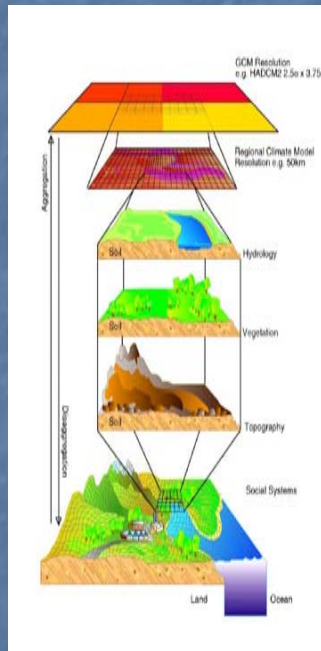 GCM Resolution
e.g. HADCM2 2.5o x 3.75
Regional Climate Model
Resolution e.g. 50km
Aggregation
Soil
Hydrology
Soil
Vegetation
Soil
Topography
Disaggregation
Social Systems
Land
Ocean